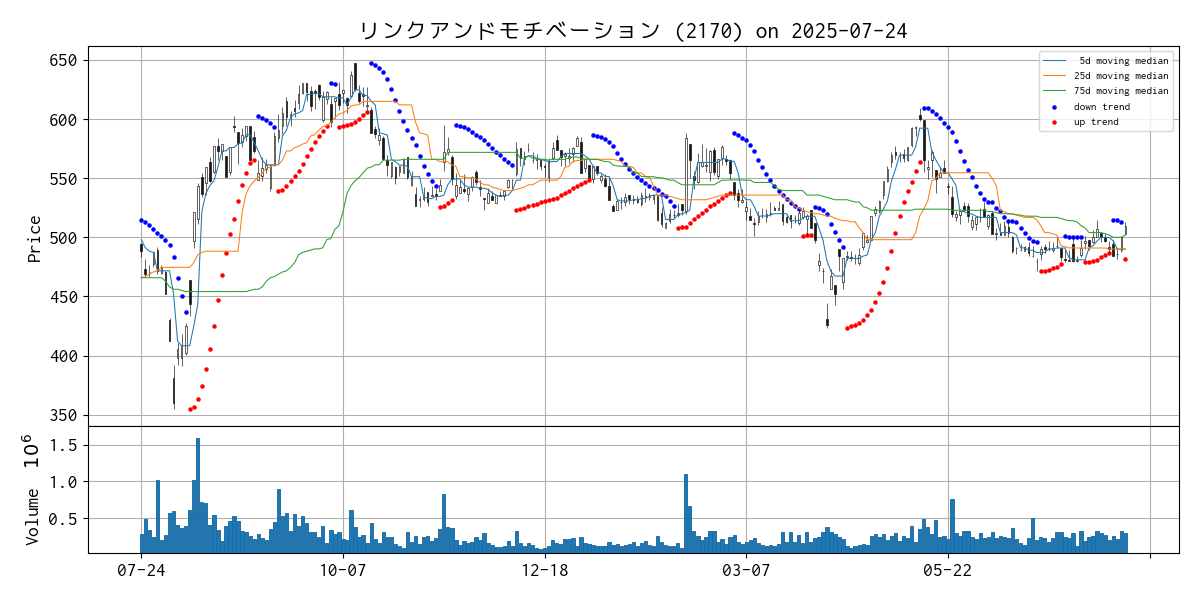 リンクアンドモチベーション (2170) on 2025-07-24
650
600
550
500
450
400
350
Price
5d moving median
25d moving median
75d moving median
down trend
up trend
1.5
1.0
0.5
Volume 10^6
07-24
10-07
12-18
03-07
05-22